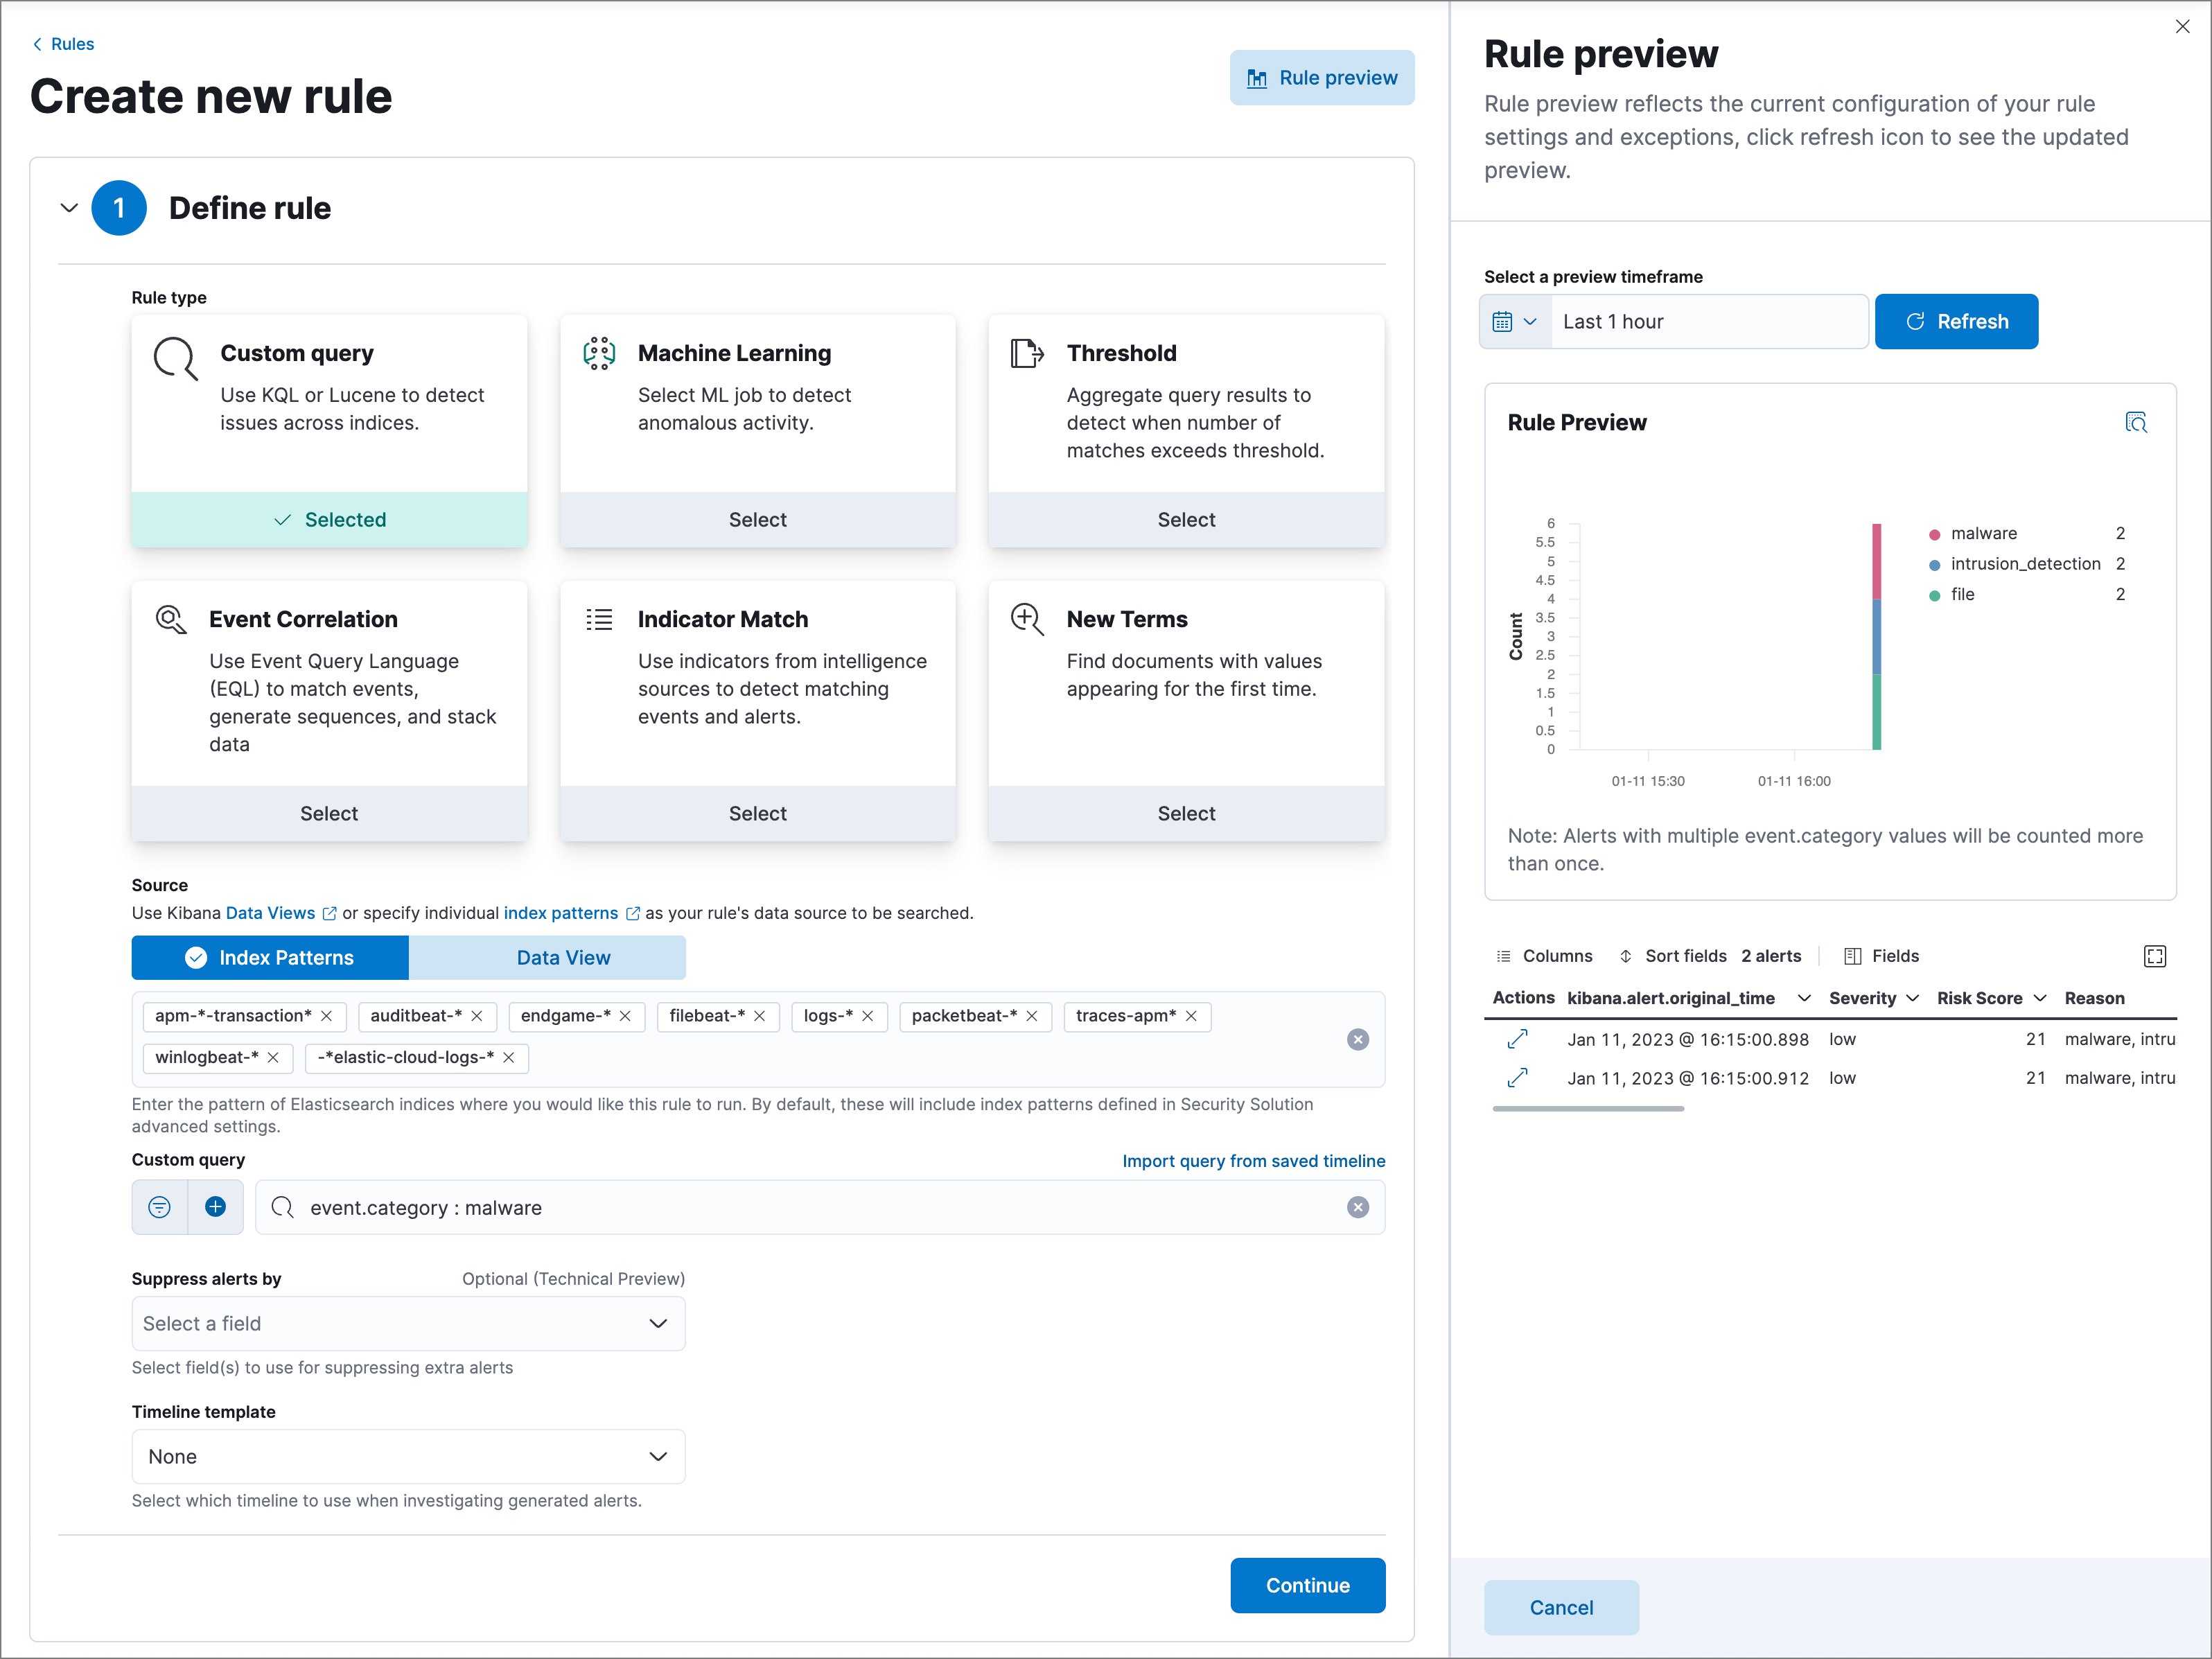 Rules
Create new rule
Rule preview
1
Define rule
Rule type
Custom query
Use KQL or Lucene to detect
issues across indices.
Selected
Machine Learning
Select ML job to detect
anomalous activity.
Select
Threshold
Aggregate query results to
detect when number of
matches exceeds threshold.
Select
Event Correlation
Use Event Query Language
(EQL) to match events,
generate sequences, and stack
data
Select
Indicator Match
Use indicators from intelligence
sources to detect matching
events and alerts.
Select
New Terms
Find documents with values
appearing for the first time.
Select
Source
Use Kibana Data Views or specify individual index patterns as your rule's data source to be searched.
Index Patterns
Data View
apm-*-transaction* auditbeat-* endgame-* filebeat-* logs-* packetbeat-* traces-apm*
winlogbeat-* -*elastic-cloud-logs-*
Enter the pattern of Elasticsearch indices where you would like this rule to run. By default, these will include index patterns defined in Security Solution
advanced settings.
Custom query
Import query from saved timeline
event.category : malware
Suppress alerts by
Optional (Technical Preview)
Select a field
Select field(s) to use for suppressing extra alerts
Timeline template
None
Select which timeline to use when investigating generated alerts.
Continue
Rule preview
Rule preview reflects the current configuration of your rule
settings and exceptions, click refresh icon to see the updated
preview.
Select a preview timeframe
Last 1 hour
Refresh
Rule Preview
Count
6
5.5
5
4.5
4
3.5
3
2.5
2
1.5
1
0.5
0
01-11 15:30
01-11 16:00
malware 2
intrusion_detection 2
file 2
Note: Alerts with multiple event.category values will be counted more
than once.
Columns Sort fields 2 alerts Fields
Actions kibana.alert.original_time Severity Risk Score Reason
Jan 11, 2023 @ 16:15:00.898 low 21 malware, intru
Jan 11, 2023 @ 16:15:00.912 low 21 malware, intru
Cancel